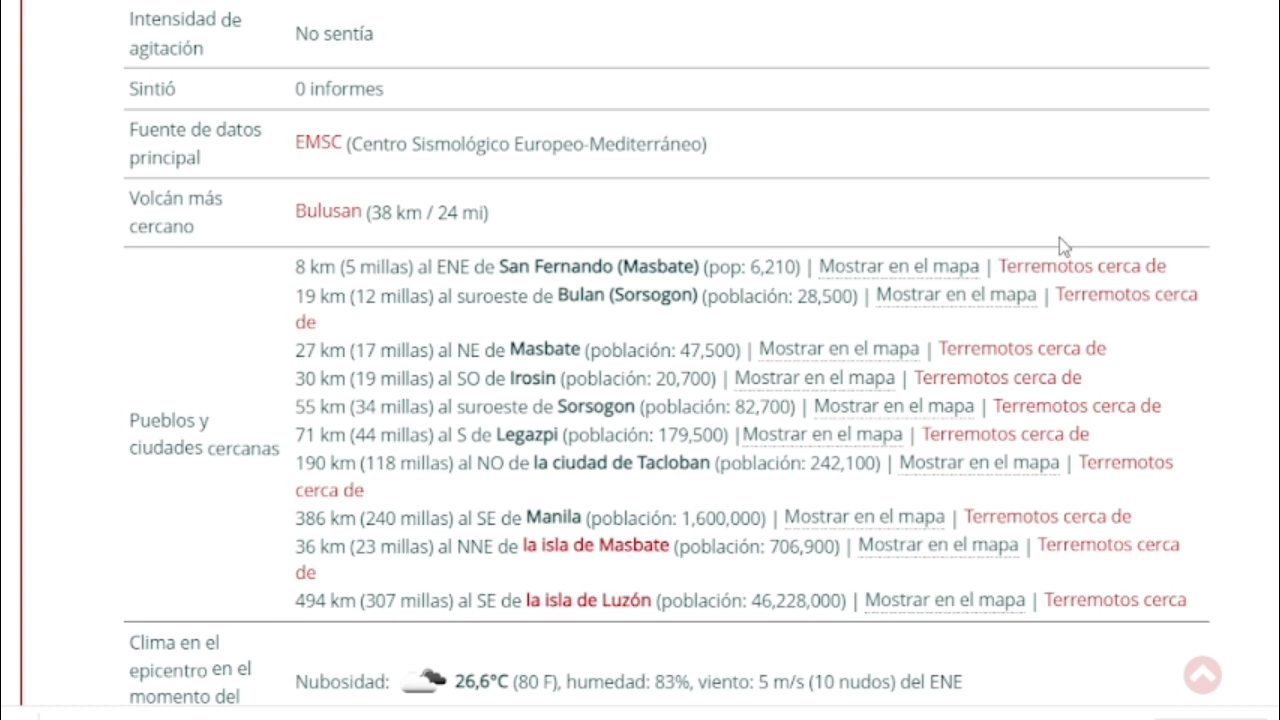 Intensidad de
agitación
No sentía
Sintió
0 informes
Fuente de datos
principal
EMSC (Centro Sismológico Europeo-Mediterráneo)
Volcán más
cercano
Bulusan (38 km / 24 mi)
Pueblos y
ciudades cercanas
8 km (5 millas) al ENE de San Fernando (Masbate) (pop: 6,210) | Mostrar en el mapa | Terremotos cerca de
19 km (12 millas) al suroeste de Bulan (Sorsogon) (población: 28,500) | Mostrar en el mapa | Terremotos cerca
de
27 km (17 millas) al NE de Masbate (población: 47,500) | Mostrar en el mapa | Terremotos cerca de
30 km (19 millas) al SO de Irosin (población: 20,700) | Mostrar en el mapa | Terremotos cerca de
55 km (34 millas) al suroeste de Sorsogon (población: 82,700) | Mostrar en el mapa | Terremotos cerca de
71 km (44 millas) al S de Legazpi (población: 179,500) |Mostrar en el mapa | Terremotos cerca de
190 km (118 millas) al NO de la ciudad de Tacloban (población: 242,100) | Mostrar en el mapa | Terremotos
cerca de
386 km (240 millas) al SE de Manila (población: 1,600,000) | Mostrar en el mapa | Terremotos cerca de
36 km (23 millas) al NNE de la isla de Masbate (población: 706,900) | Mostrar en el mapa | Terremotos cerca
de
494 km (307 millas) al SE de la isla de Luzón (población: 46,228,000) | Mostrar en el mapa | Terremotos cerca
Clima en el
epicentro en el
momento del
Nubosidad: 26,6°C (80 F), humedad: 83%, viento: 5 m/s (10 nudos) del ENE